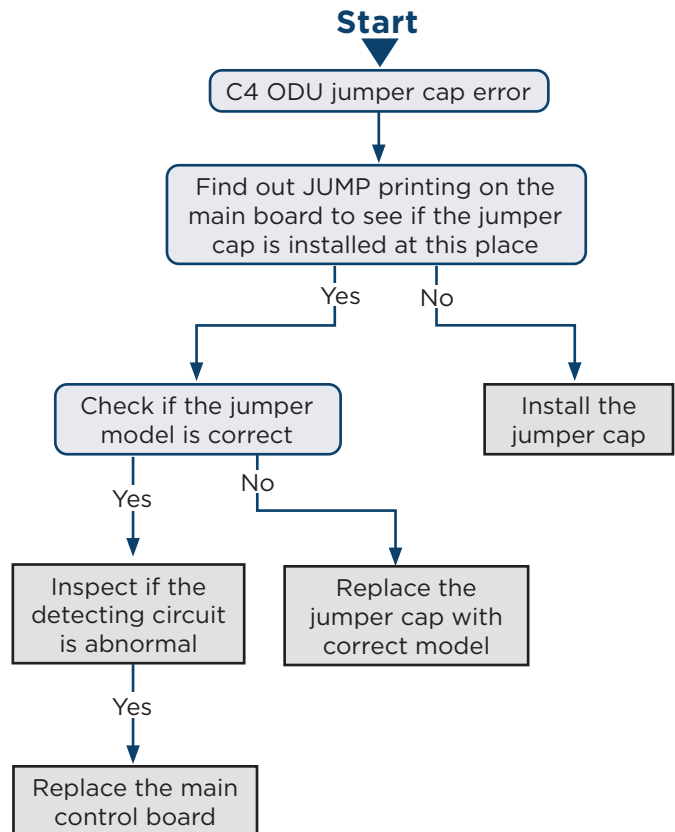 Start
C4 ODU jumper cap error
Find out JUMP printing on the
main board to see if the jumper
cap is installed at this place
Yes
No
Check if the jumper
model is correct
Install the
jumper cap
Yes
No
Inspect if the
detecting circuit
is abnormal
Replace the
jumper cap with
correct model
Yes
Replace the main
control board